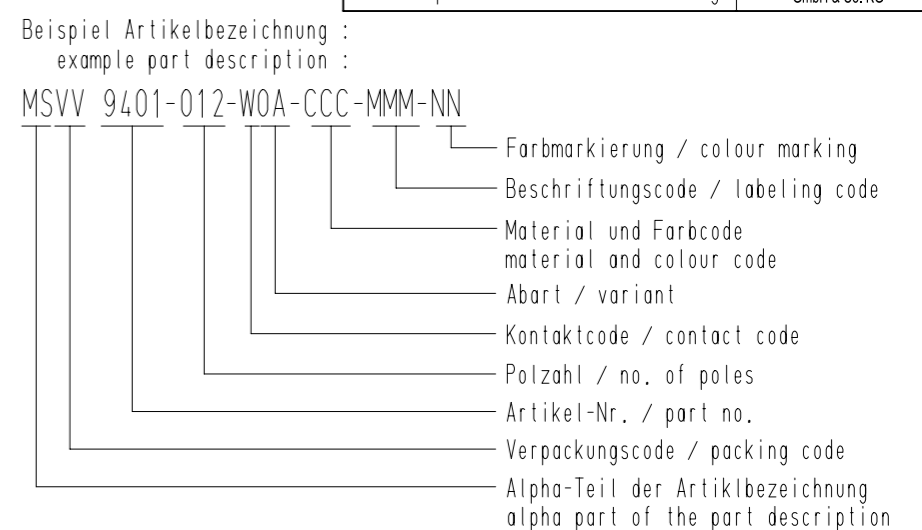 Beispiel Artikelbezeichnung :
example part description :
MSVV 9401-012-W0A-CCC-MMM-NN
Farbmarkierung / colour marking
Beschriftungscode / labeling code
Material und Farbcode
material and colour code
Abart / variant
Kontaktcode / contact code
Polzahl / no. of poles
Artikel-Nr. / part no.
Verpackungscode / packing code
Alpha-Teil der Artiklbezeichnung
alpha part of the part description